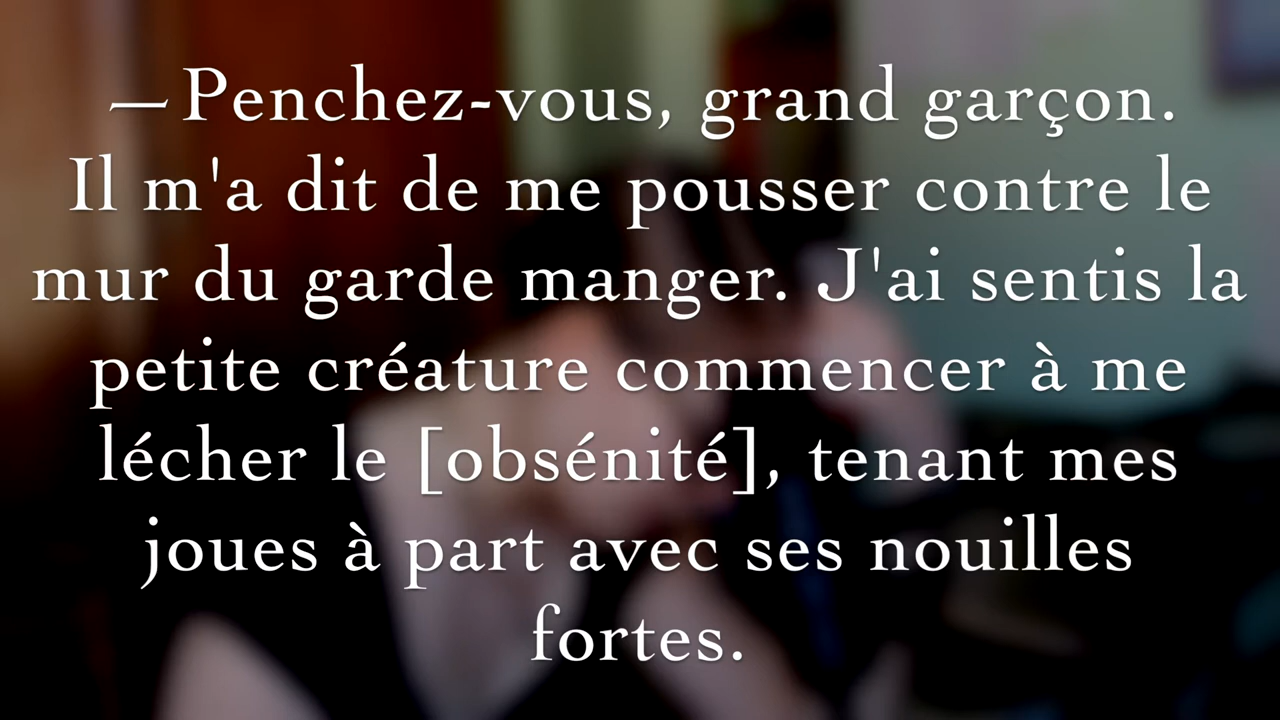 — Penchez-vous, grand garçon.
Il m'a dit de me pousser contre le
mur du garde manger. J'ai sentis la
petite créature commencer à me
lécher le [obsénité], tenant mes
joues à part avec ses nouilles
fortes.